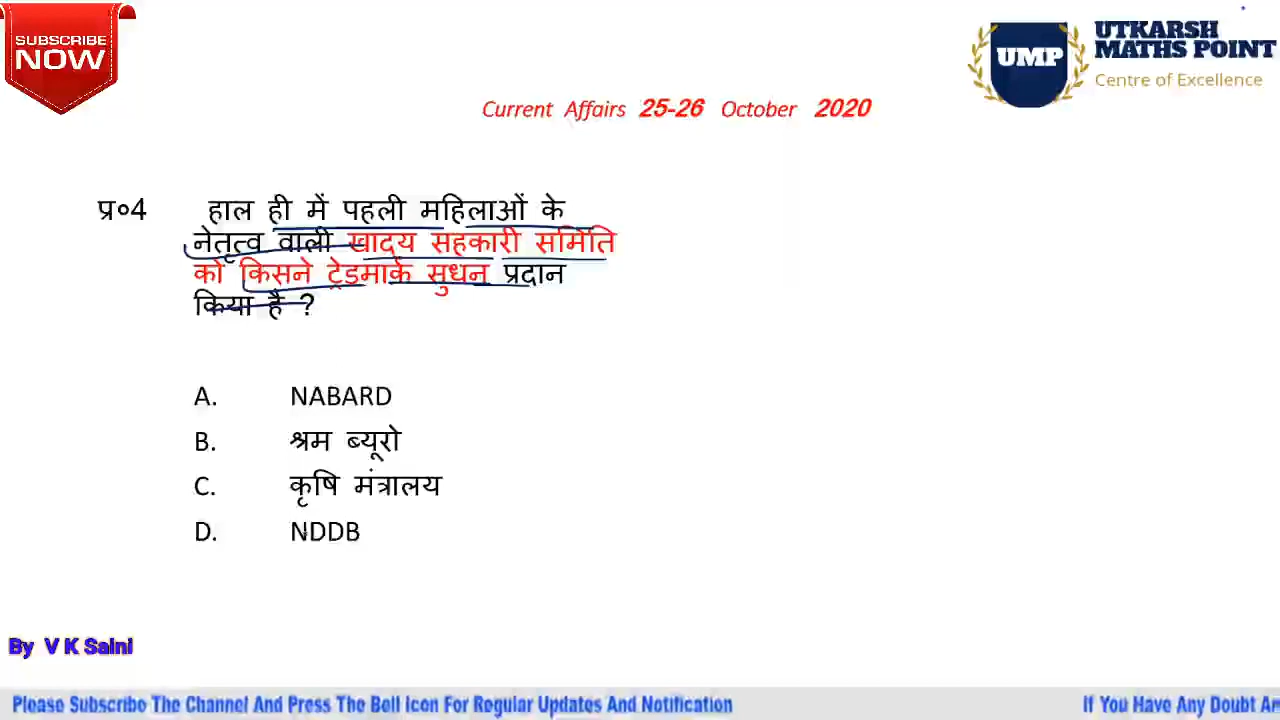 SUBSCRIBE
NOW
UMP
UTKARSH
MATHS POINT
Centre of Excellence
Current Affairs 25-26 October 2020
प्र०4 हाल ही में पहली महिलाओं के
नेतृत्व वाली खाद्य सहकारी समिति
को किसने ट्रेडमार्क सुधन प्रदान
किया है ?
A. NABARD
B. श्रम ब्यूरो
C. कृषि मंत्रालय
D. NDDB
By V K Saini
Please Subscribe The Channel And Press The Bell Icon For Regular Updates And Notification
If You Have Any Doubt An